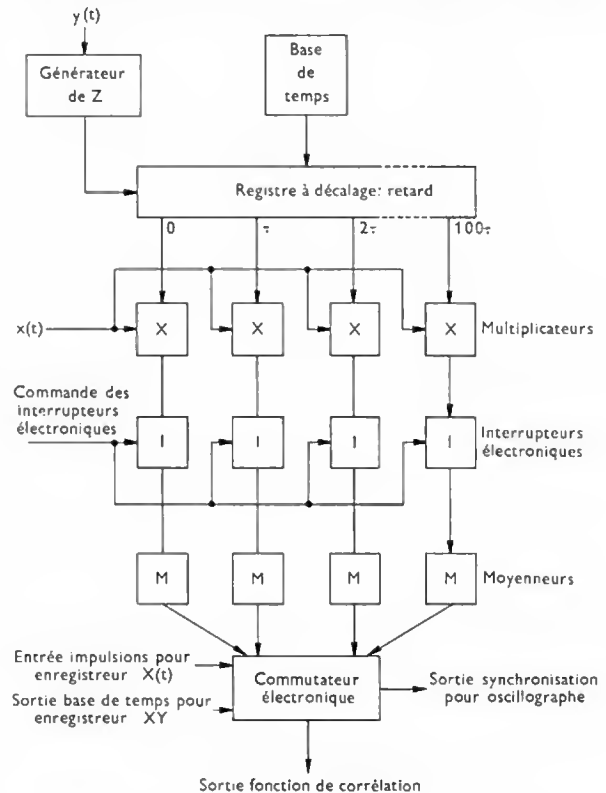 y(t)
Générateur
de Z
Base
de
temps
Registre à décalage: retard
0
τ
2τ
100τ
x(t)
X
X
X
X
Multiplicateurs
Commande des
interrupteurs
électroniques
I
I
I
I
Interrupteurs
électroniques
M
M
M
M
Moyenneurs
Entrée impulsions pour
enregistreur X(t)
Sortie base de temps pour
enregistreur XY
Commutateur
électronique
Sortie synchronisation
pour oscillographe
Sortie fonction de corrélation